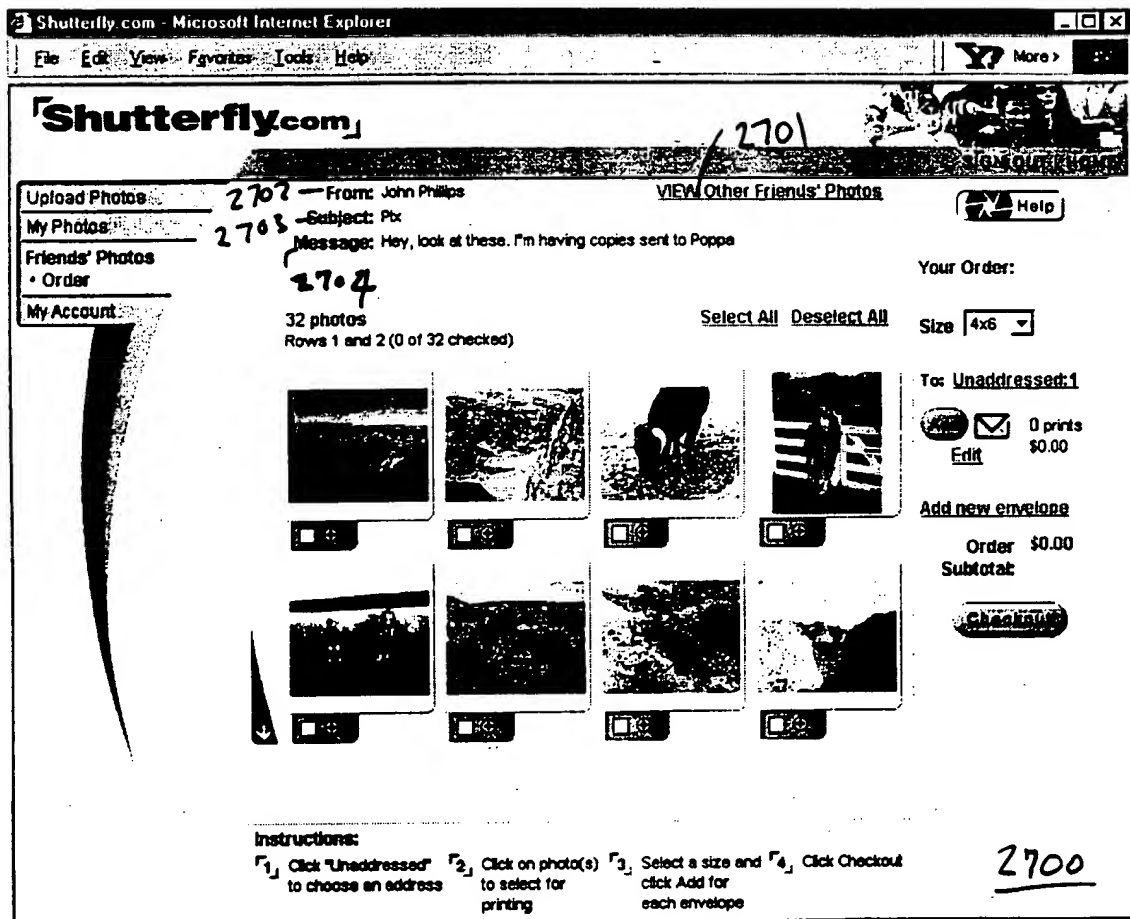 Shutterfly.com - Microsoft Internet Explorer
File Edit View Favorites Tools Help
More >
Shutterfly.com
2701
SIGN OUT / HOME
Upload Photos
My Photos
Friends' Photos
• Order
My Account
2702
From: John Phillips
2703
Subject: Pix
Message: Hey, look at these. I'm having copies sent to Poppa
2704
VIEW Other Friends' Photos
Help
32 photos
Rows 1 and 2 (0 of 32 checked)
Select All Deselect All
Your Order:
Size 4x6
To: Unaddressed:1
Add
0 prints
$0.00
Edit
Add new envelope
Order $0.00
Subtotal:
Checkout
Instructions:
1 Click "Unaddressed"
to choose an address
2 Click on photo(s)
to select for
printing
3 Select a size and
click Add for
each envelope
4 Click Checkout
2700